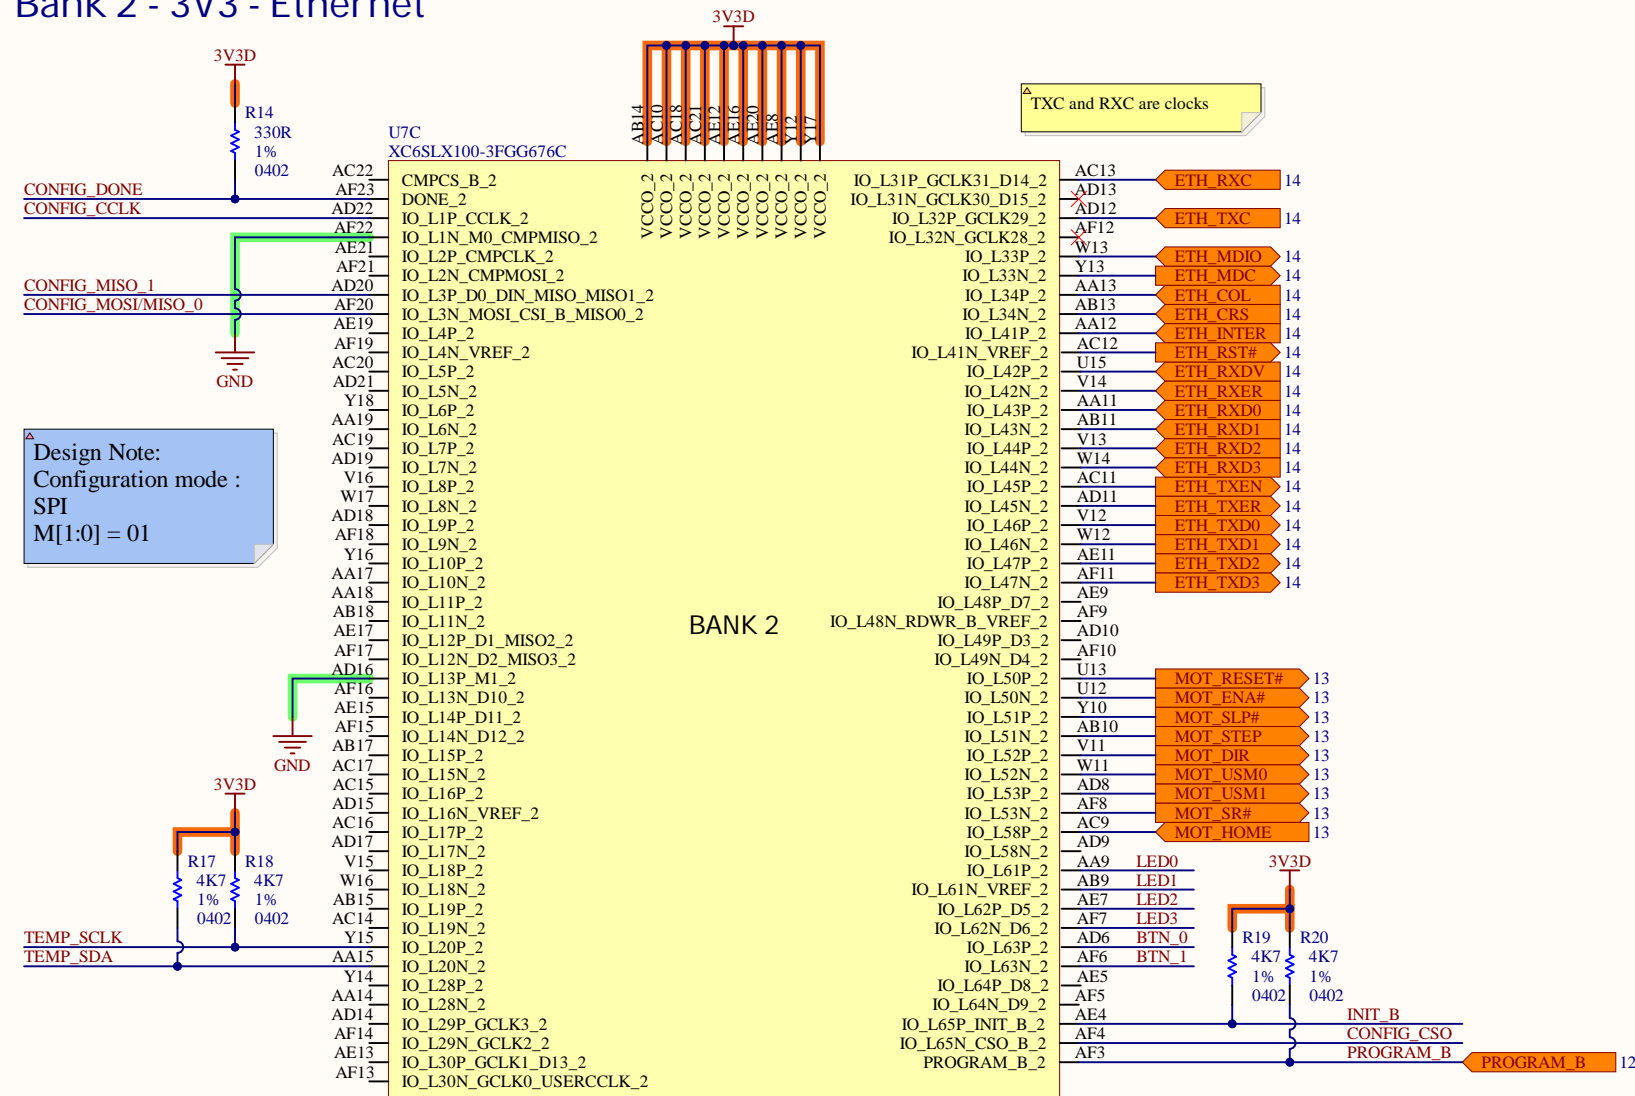 Bank 2 - 3V3 - Ethernet
3V3D
3V3D
R14
330R
1%
0402
TXC and RXC are clocks
AB14
AC10
AC18
AC21
AE12
AE16
AE20
AE8
Y12
Y17
U7C
XC6SLX100-3FGG676C
VCCO_2
VCCO_2
VCCO_2
VCCO_2
VCCO_2
VCCO_2
VCCO_2
VCCO_2
VCCO_2
VCCO_2
AC22 CMPCS_B_2
CONFIG_DONE AF23 DONE_2
CONFIG_CCLK AD22 IO_L1P_CCLK_2
AF22 IO_L1N_M0_CMPMISO_2
AE21 IO_L2P_CMPCLK_2
AF21 IO_L2N_CMPMOSI_2
CONFIG_MISO_1 AD20 IO_L3P_D0_DIN_MISO_MISO1_2
CONFIG_MOSI/MISO_0 AF20 IO_L3N_MOSI_CSI_B_MISO0_2
AE19 IO_L4P_2
AF19 IO_L4N_VREF_2
AC20 IO_L5P_2
GND
AD21 IO_L5N_2
Y18 IO_L6P_2
AA19 IO_L6N_2
AC19 IO_L7P_2
AD19 IO_L7N_2
V16 IO_L8P_2
W17 IO_L8N_2
AD18 IO_L9P_2
AF18 IO_L9N_2
Y16 IO_L10P_2
AA17 IO_L10N_2
AA18 IO_L11P_2
AB18 IO_L11N_2
AE17 IO_L12P_D1_MISO2_2
AF17 IO_L12N_D2_MISO3_2
AD16 IO_L13P_M1_2
AF16 IO_L13N_D10_2
AE15 IO_L14P_D11_2
AF15 IO_L14N_D12_2
AB17 IO_L15P_2
GND
AC17 IO_L15N_2
AC15 IO_L16P_2
AD15 IO_L16N_VREF_2
AC16 IO_L17P_2
AD17 IO_L17N_2
V15 IO_L18P_2
W16 IO_L18N_2
AB15 IO_L19P_2
AC14 IO_L19N_2
TEMP_SCLK Y15 IO_L20P_2
TEMP_SDA AA15 IO_L20N_2
Y14 IO_L28P_2
AA14 IO_L28N_2
AD14 IO_L29P_GCLK3_2
AF14 IO_L29N_GCLK2_2
AE13 IO_L30P_GCLK1_D13_2
AF13 IO_L30N_GCLK0_USERCCLK_2
Design Note:
Configuration mode :
SPI
M[1:0] = 01
3V3D
R17
4K7
1%
0402
R18
4K7
1%
0402
BANK 2
IO_L31P_GCLK31_D14_2 AC13 ETH_RXC 14
IO_L31N_GCLK30_D15_2 AD13
IO_L32P_GCLK29_2 AD12 ETH_TXC 14
IO_L32N_GCLK28_2 AF12
IO_L33P_2 W13 ETH_MDIO 14
IO_L33N_2 Y13 ETH_MDC 14
IO_L34P_2 AA13 ETH_COL 14
IO_L34N_2 AB13 ETH_CRS 14
IO_L41P_2 AA12 ETH_INTER 14
IO_L41N_VREF_2 AC12 ETH_RST# 14
IO_L42P_2 U15 ETH_RXDV 14
IO_L42N_2 V14 ETH_RXER 14
IO_L43P_2 AA11 ETH_RXD0 14
IO_L43N_2 AB11 ETH_RXD1 14
IO_L44P_2 V13 ETH_RXD2 14
IO_L44N_2 W14 ETH_RXD3 14
IO_L45P_2 AC11 ETH_TXEN 14
IO_L45N_2 AD11 ETH_TXER 14
IO_L46P_2 V12 ETH_TXD0 14
IO_L46N_2 W12 ETH_TXD1 14
IO_L47P_2 AE11 ETH_TXD2 14
IO_L47N_2 AF11 ETH_TXD3 14
IO_L48P_D7_2 AE9
IO_L48N_RDWR_B_VREF_2 AF9
IO_L49P_D3_2 AD10
IO_L49N_D4_2 AF10
IO_L50P_2 U13 MOT_RESET# 13
IO_L50N_2 U12 MOT_ENA# 13
IO_L51P_2 Y10 MOT_SLP# 13
IO_L51N_2 AB10 MOT_STEP 13
IO_L52P_2 V11 MOT_DIR 13
IO_L52N_2 W11 MOT_USM0 13
IO_L53P_2 AD8 MOT_USM1 13
IO_L53N_2 AF8 MOT_SR# 13
IO_L58P_2 AC9 MOT_HOME 13
IO_L58N_2 AD9
IO_L61P_2 AA9 LED0
IO_L61N_VREF_2 AB9 LED1
IO_L62P_D5_2 AE7 LED2
IO_L62N_D6_2 AF7 LED3
IO_L63P_2 AD6 BTN_0
IO_L63N_2 AF6 BTN_1
IO_L64P_D8_2 AE5
IO_L64N_D9_2 AF5
IO_L65P_INIT_B_2 AE4 INIT_B
IO_L65N_CSO_B_2 AF4 CONFIG_CSO
PROGRAM_B_2 AF3 PROGRAM_B PROGRAM_B 12
3V3D
R19
4K7
1%
0402
R20
4K7
1%
0402